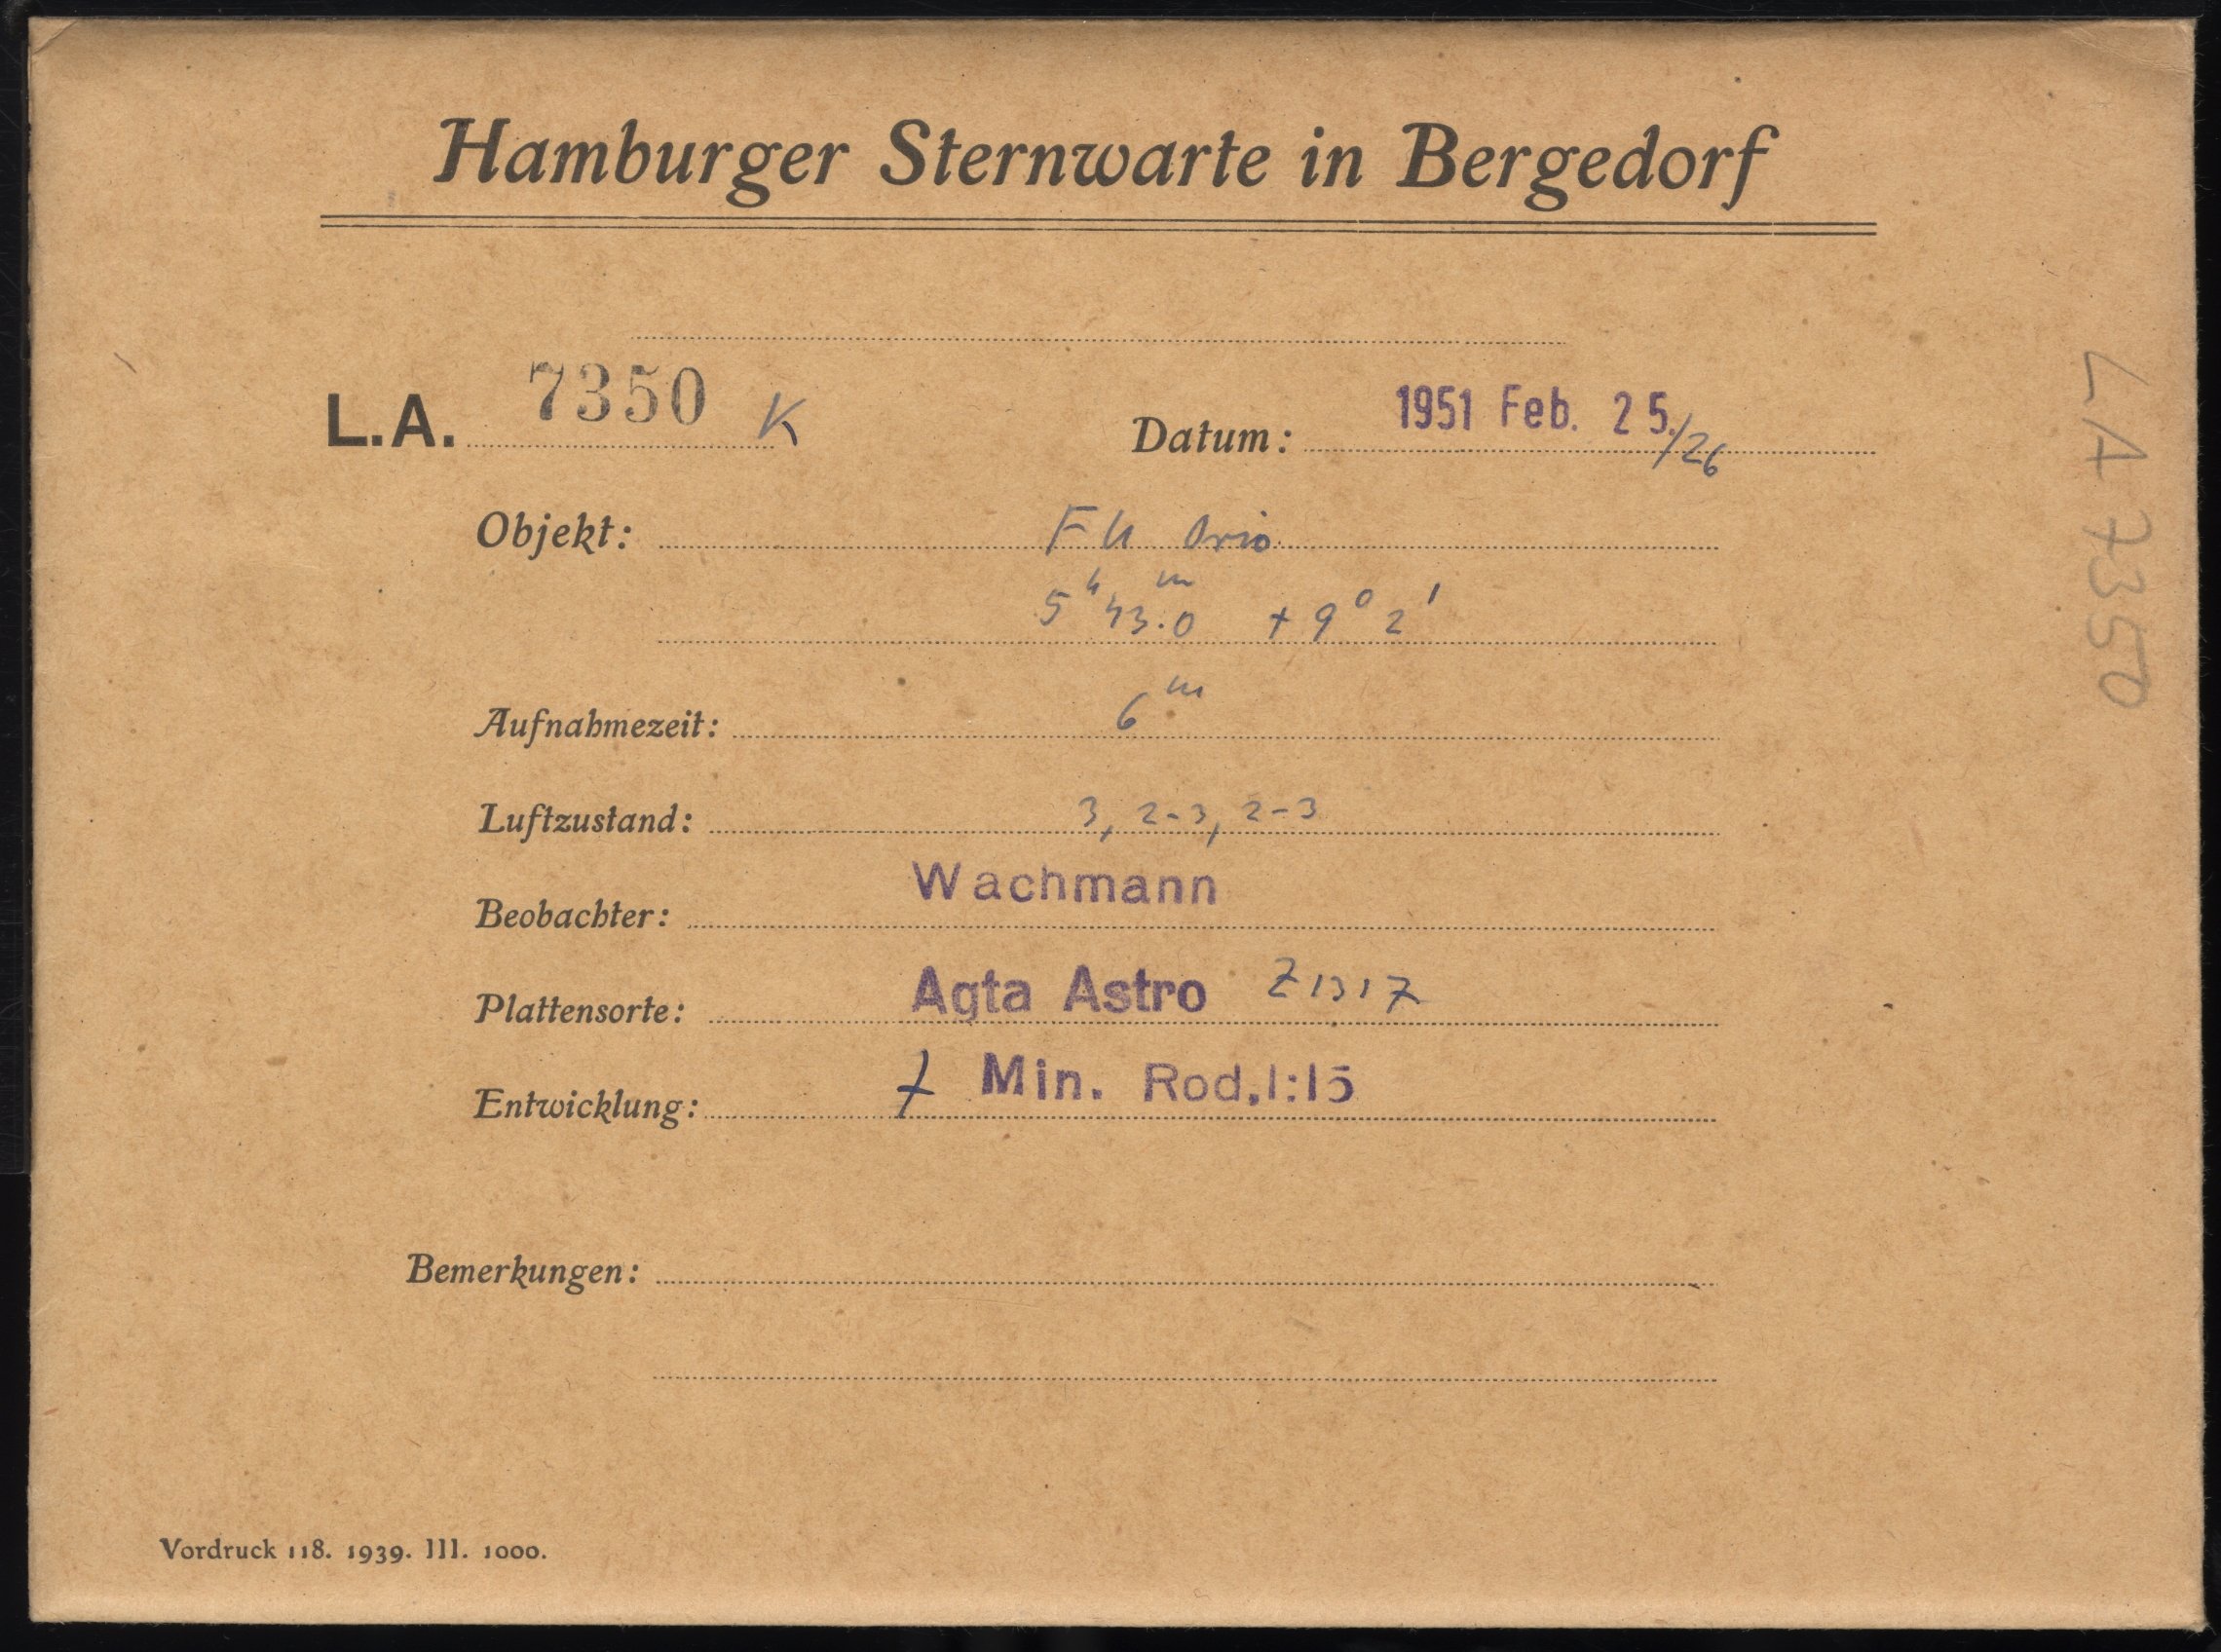 Hamburger Sternwarte in Bergedorf
L.A. 7350 K
Datum: 1951 Feb. 25./26
Objekt: FU Orio
5h 43m.0 + 9° 2'
Aufnahmezeit: 6m
Luftzustand: 3, 2-3, 2-3
Beobachter: Wachmann
Plattensorte: Agfa Astro Z1317
Entwicklung: 7 Min. Rod. 1:15
Bemerkungen:
Vordruck 118. 1939. III. 1000.
LA 7350